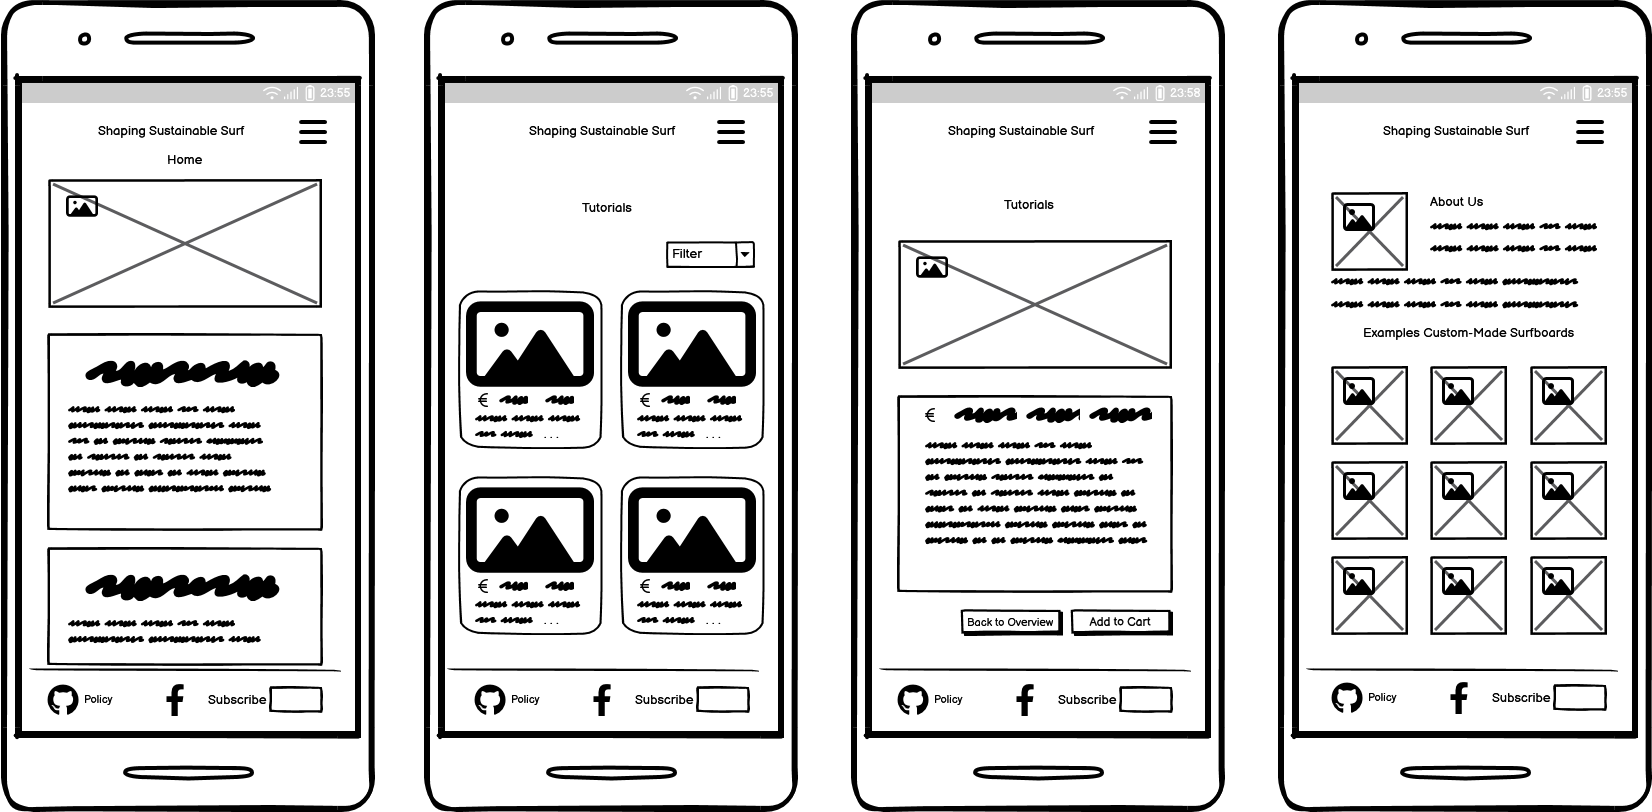 23:55
Shaping Sustainable Surf
Home
Policy
Subscribe
23:55
Shaping Sustainable Surf
Tutorials
Filter
€
...
€
...
€
...
€
...
Policy
Subscribe
23:58
Shaping Sustainable Surf
Tutorials
€
Back to Overview
Add to Cart
Policy
Subscribe
23:55
Shaping Sustainable Surf
About Us
Examples Custom-Made Surfboards
Policy
Subscribe